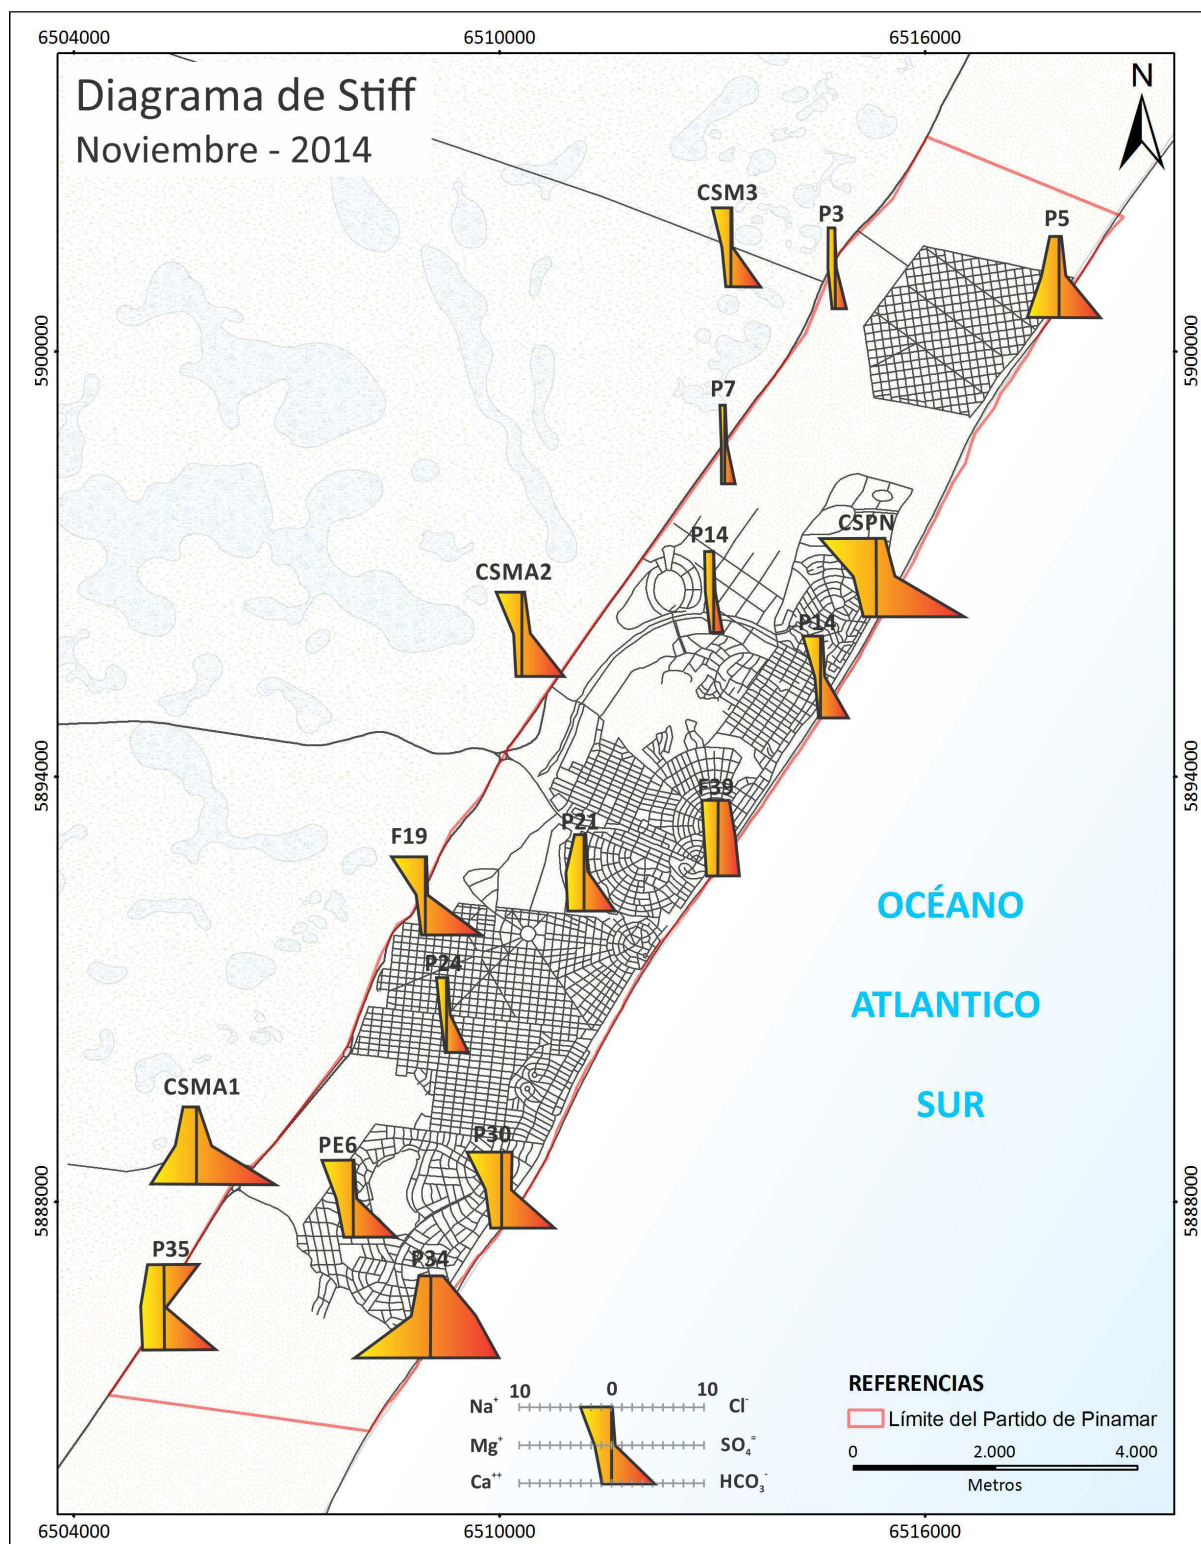 6504000
6510000
6516000
Diagrama de Stiff
Noviembre - 2014
N
CSM3
P3
P5
5900000
5900000
P7
P14
CSPN
CSMA2
P14
5894000
5894000
F39
P21
F19
OCÉANO
P24
ATLANTICO
CSMA1
SUR
PE6
P30
5888000
5888000
P35
P34
10 0 10
Na⁺ Cl⁻
Mg⁺ SO₄⁼
Ca⁺⁺ HCO₃⁻
REFERENCIAS
Límite del Partido de Pinamar
0 2.000 4.000
Metros
6504000
6510000
6516000